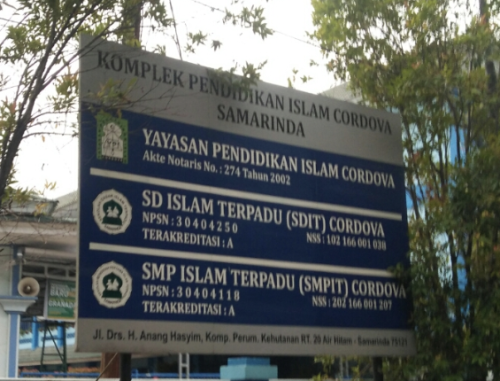 KOMPLEK PENDIDIKAN ISLAM CORDOVA
SAMARINDA
YAYASAN PENDIDIKAN ISLAM CORDOVA
Akte Notaris No. : 274 Tahun 2002
SD ISLAM TERPADU (SDIT) CORDOVA
NPSN : 30404250 NSS : 102 166 001 030
TERAKREDITASI : A
SMP ISLAM TERPADU (SMPIT) CORDOVA
NPSN : 30404118 NSS : 202 166 001 207
TERAKREDITASI : A
Jl. Drs. H. Anang Hasyim, Komp. Perum. Kehutanan RT. 20 Air Hitam - Samarinda 75121